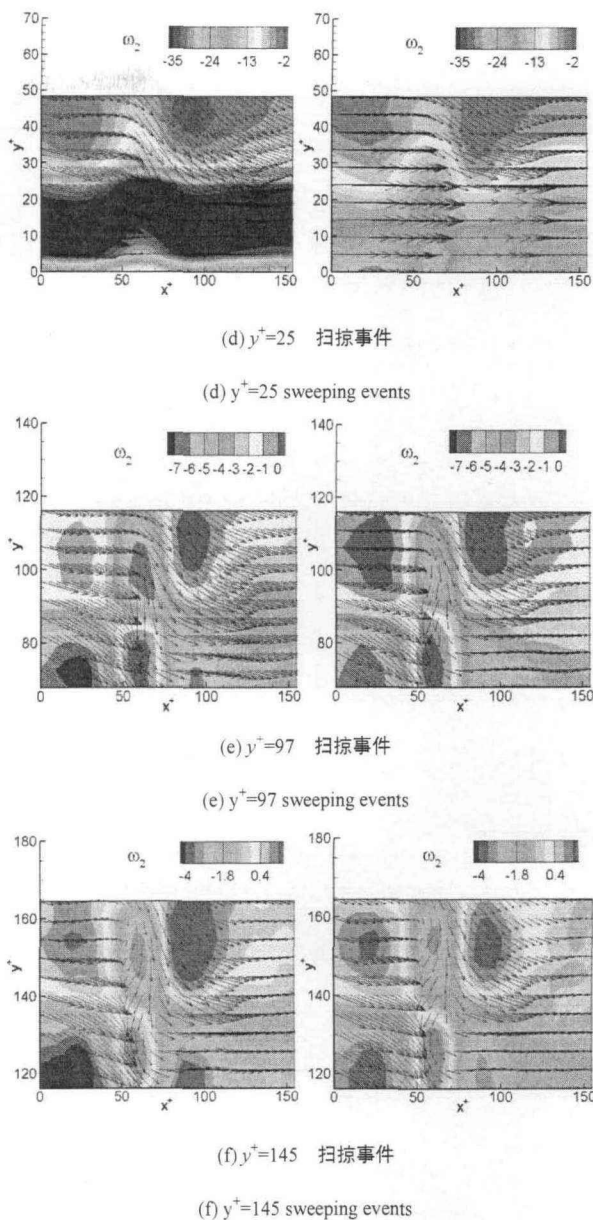 ω₂ -35 -24 -13 -2 ω₂ -35 -24 -13 -2
70 60 50 40 30 20 10 0 y⁺ 70 60 50 40 30 20 10 0 y⁺
0 50 100 150 0 50 100 150
x⁺ x⁺
(d) y⁺=25 扫掠事件
(d) y⁺=25 sweeping events
ω₂ -7 -6 -5 -4 -3 -2 -1 0 ω₂ -7 -6 -5 -4 -3 -2 -1 0
140 120 100 80 y⁺ 140 120 100 80 y⁺
0 50 100 150 0 50 100 150
x⁺ x⁺
(e) y⁺=97 扫掠事件
(e) y⁺=97 sweeping events
ω₂ -4 -1.8 0.4 ω₂ -4 -1.8 0.4
180 160 140 120 y⁺ 180 160 140 120 y⁺
0 50 100 150 0 50 100 150
x⁺ x⁺
(f) y⁺=145 扫掠事件
(f) y⁺=145 sweeping events